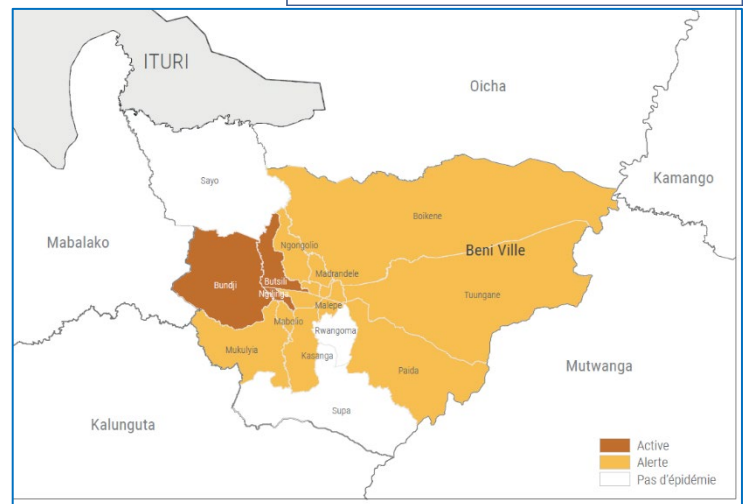 ITURI
Oicha
Sayo
Kamango
Boikene
Mabalako
Ngongolio
Beni Ville
Madrandele
Butsili
Bundji
Ngilinga
Tuungane
Malepe
Mabolio
Rwangoma
Mukulyia
Kasanga
Paida
Mutwanga
Supa
Kalunguta
Active
Alerte
Pas d'épidémie